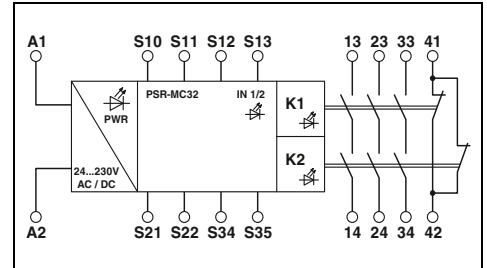 A1 S10 S11 S12 S13 13 23 33 41
PSR-MC32 IN 1/2
K1
PWR
K2
24...230V
AC / DC
A2 S21 S22 S34 S35 14 24 34 42